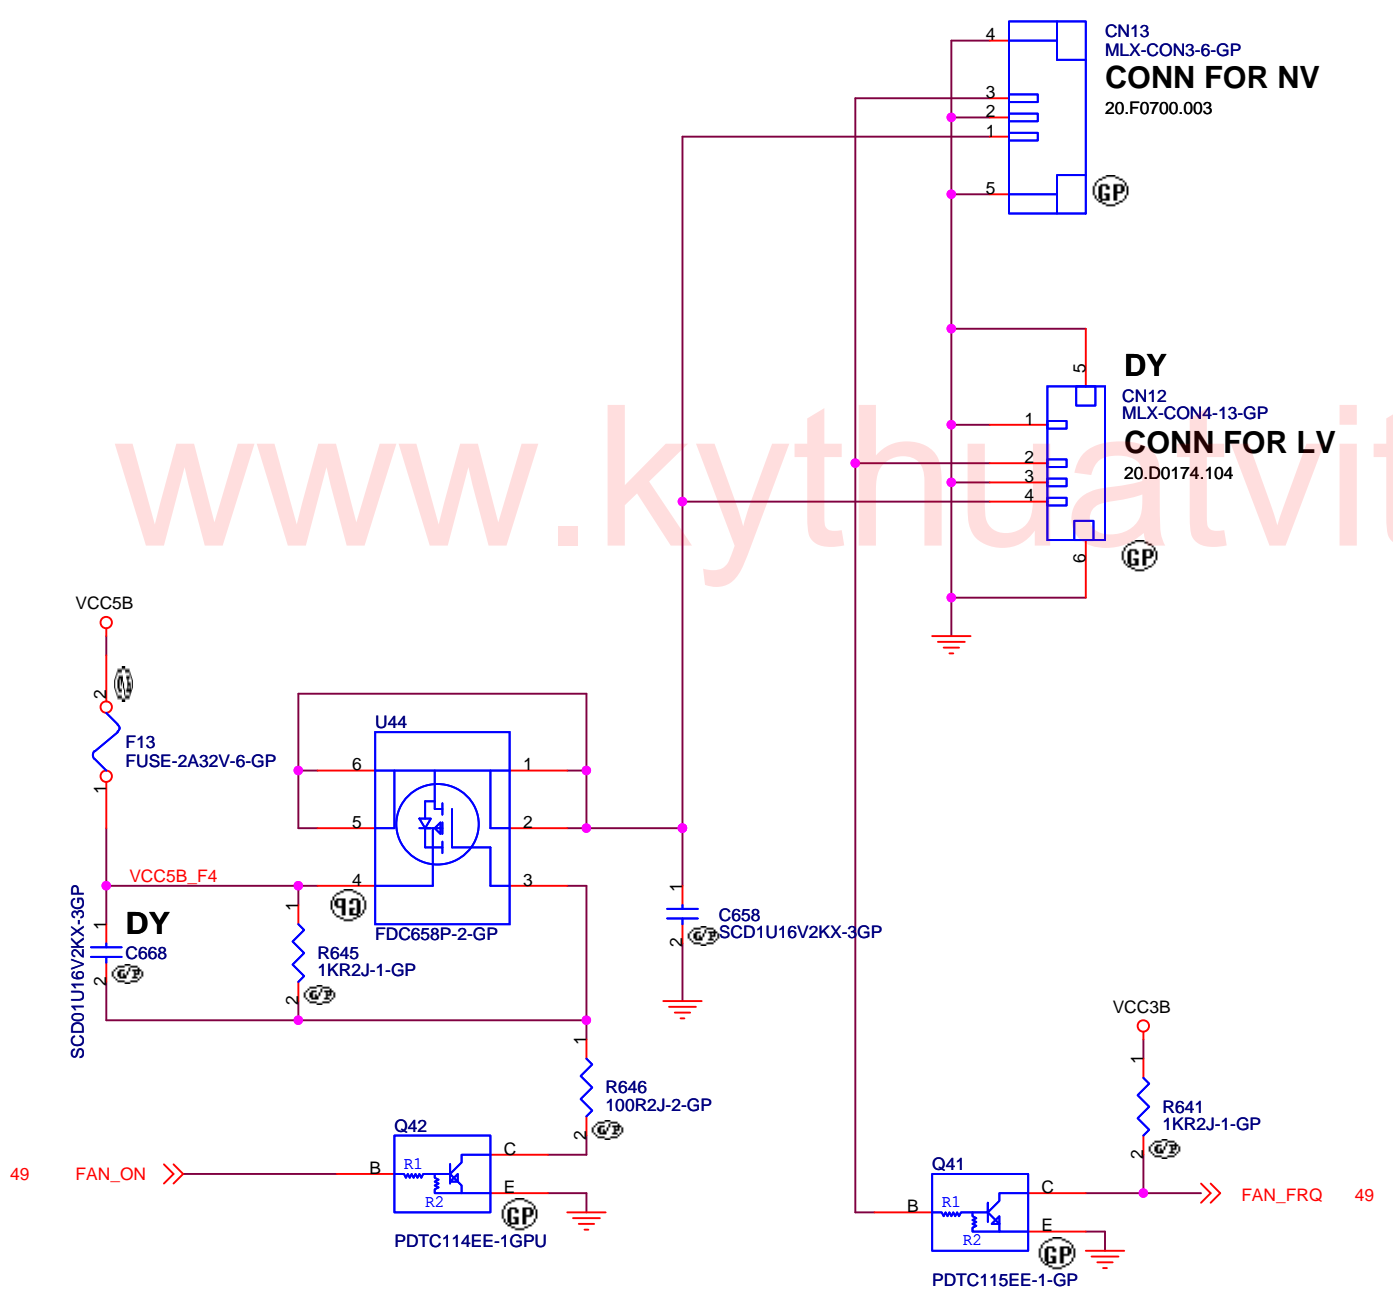 4
CN13
MLX-CON3-6-GP
CONN FOR NV
20.F0700.003
3
2
1
5
GP
5
DY
CN12
MLX-CON4-13-GP
CONN FOR LV
20.D0174.104
1
2
3
4
6
GP
www.kythuatvit
VCC5B
2
F13
FUSE-2A32V-6-GP
1
U44
6
1
5
2
4
3
GP
FDC658P-2-GP
VCC5B_F4
SCD01U16V2KX-3GP
1
DY
C668
2
G/P
1
R645
1KR2J-1-GP
2
G/P
1
C658
SCD1U16V2KX-3GP
2
G/P
1
R646
100R2J-2-GP
2
G/P
VCC3B
1
R641
1KR2J-1-GP
2
G/P
49 FAN_ON
Q42
B
R1
R2
C
E
GP
PDTC114EE-1GPU
Q41
B
R1
R2
C
E
GP
PDTC115EE-1-GP
FAN_FRQ 49